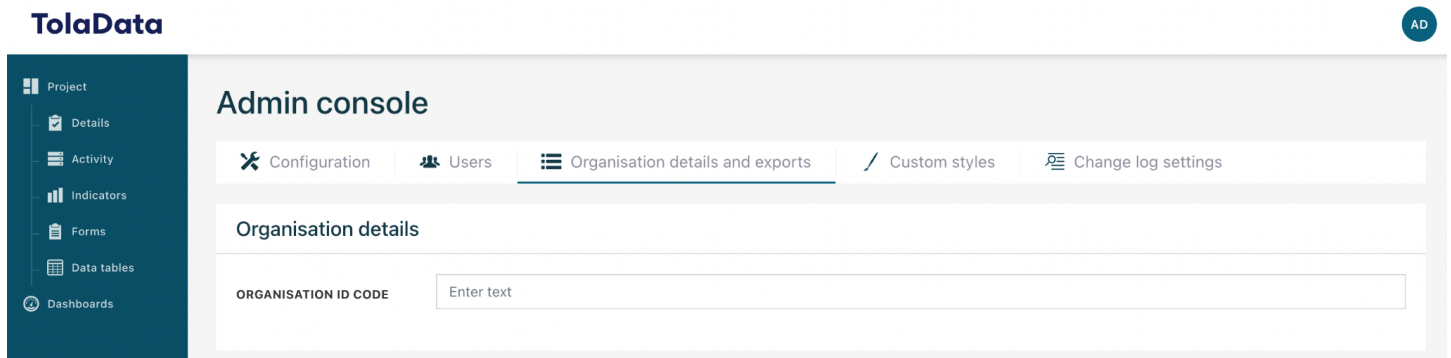 TolaData
AD
Project
Details
Activity
Indicators
Forms
Data tables
Dashboards
Admin console
Configuration
Users
Organisation details and exports
Custom styles
Change log settings
Organisation details
ORGANISATION ID CODE
Enter text